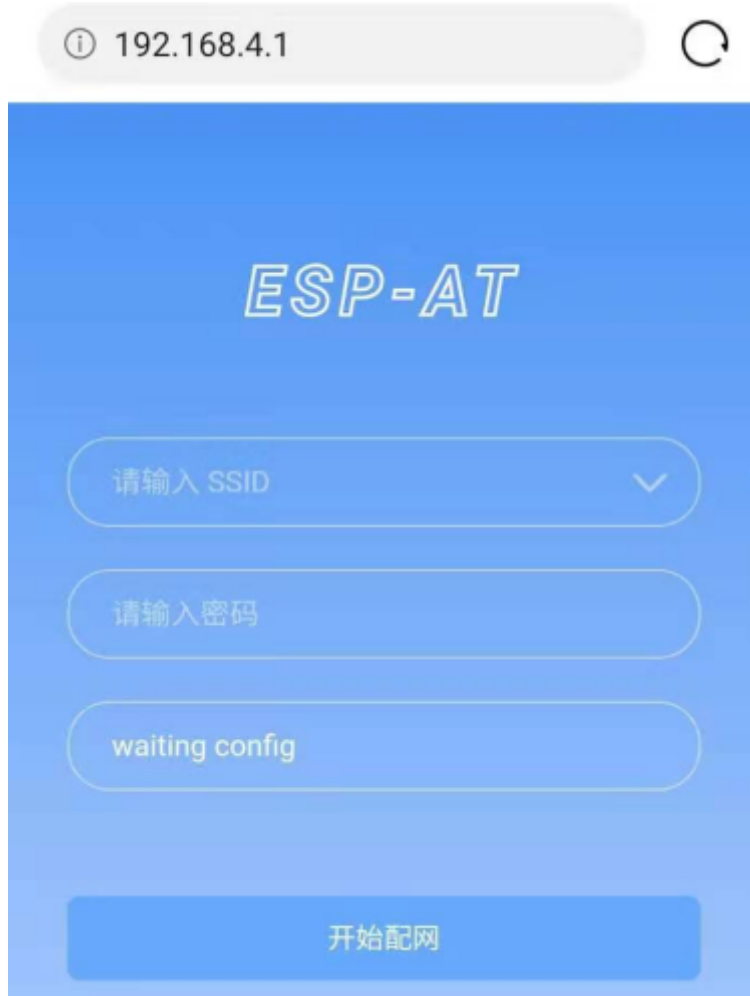 192.168.4.1
ESP-AT
请输入 SSID
请输入密码
waiting config
开始配网